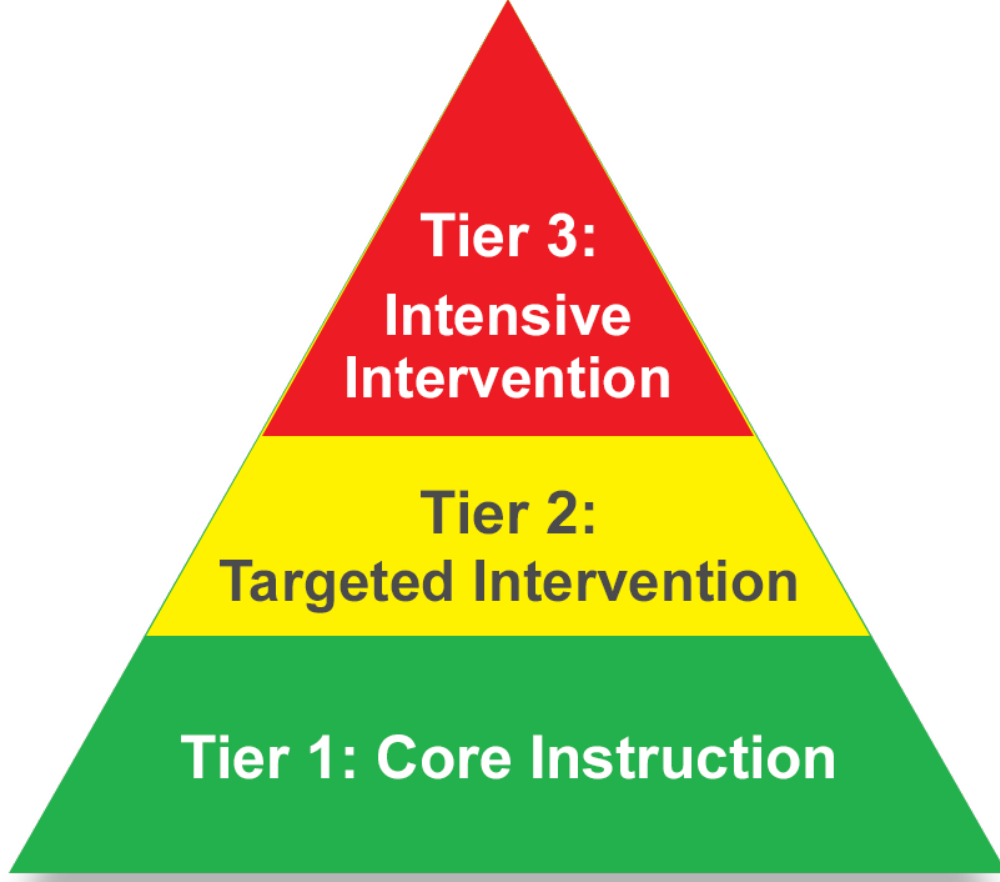 Tier 3:
Intensive
Intervention
Tier 2:
Targeted Intervention
Tier 1: Core Instruction